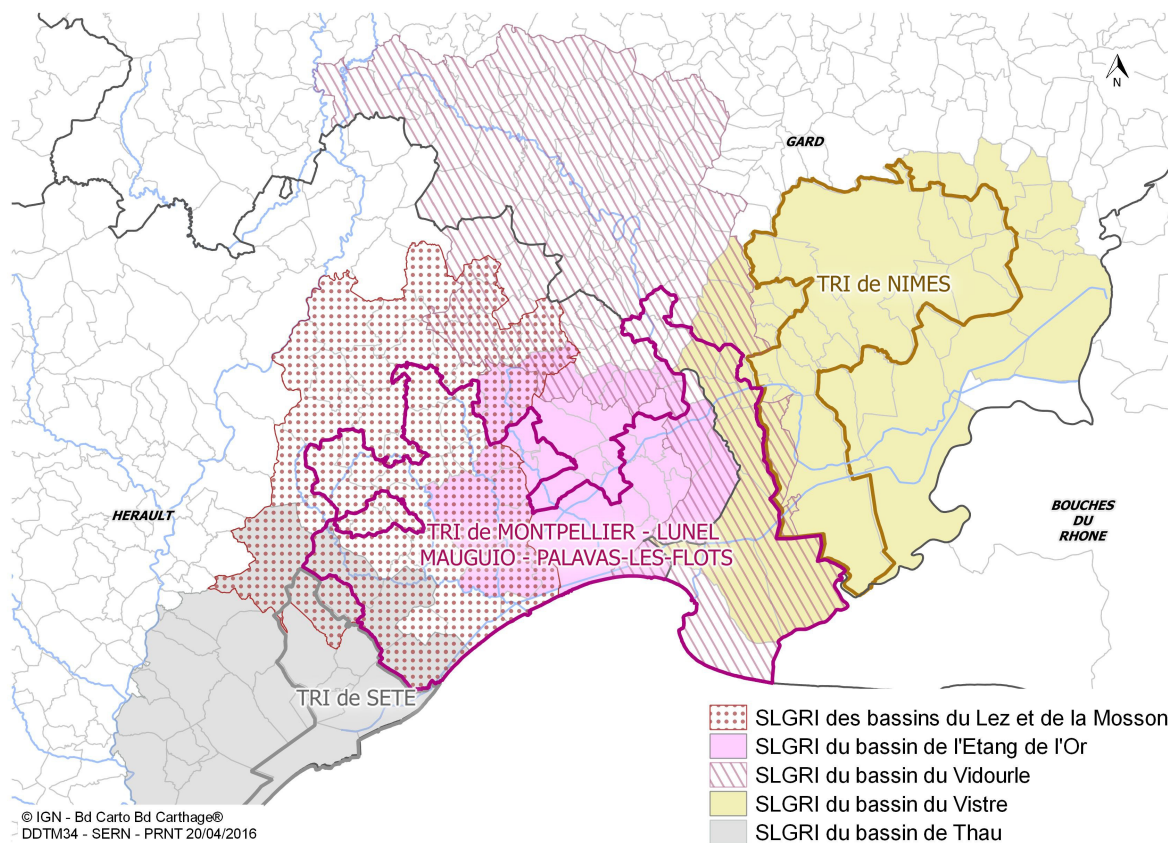 N
GARD
TRI de NIMES
HERAULT
BOUCHES
DU
RHONE
TRI de MONTPELLIER - LUNEL
MAUGUIO - PALAVAS-LES-FLOTS
TRI de SETE
SLGRI des bassins du Lez et de la Mosson
SLGRI du bassin de l'Etang de l'Or
SLGRI du bassin du Vidourle
SLGRI du bassin du Vistre
SLGRI du bassin de Thau
© IGN - Bd Carto Bd Carthage®
DDTM34 - SERN - PRNT 20/04/2016